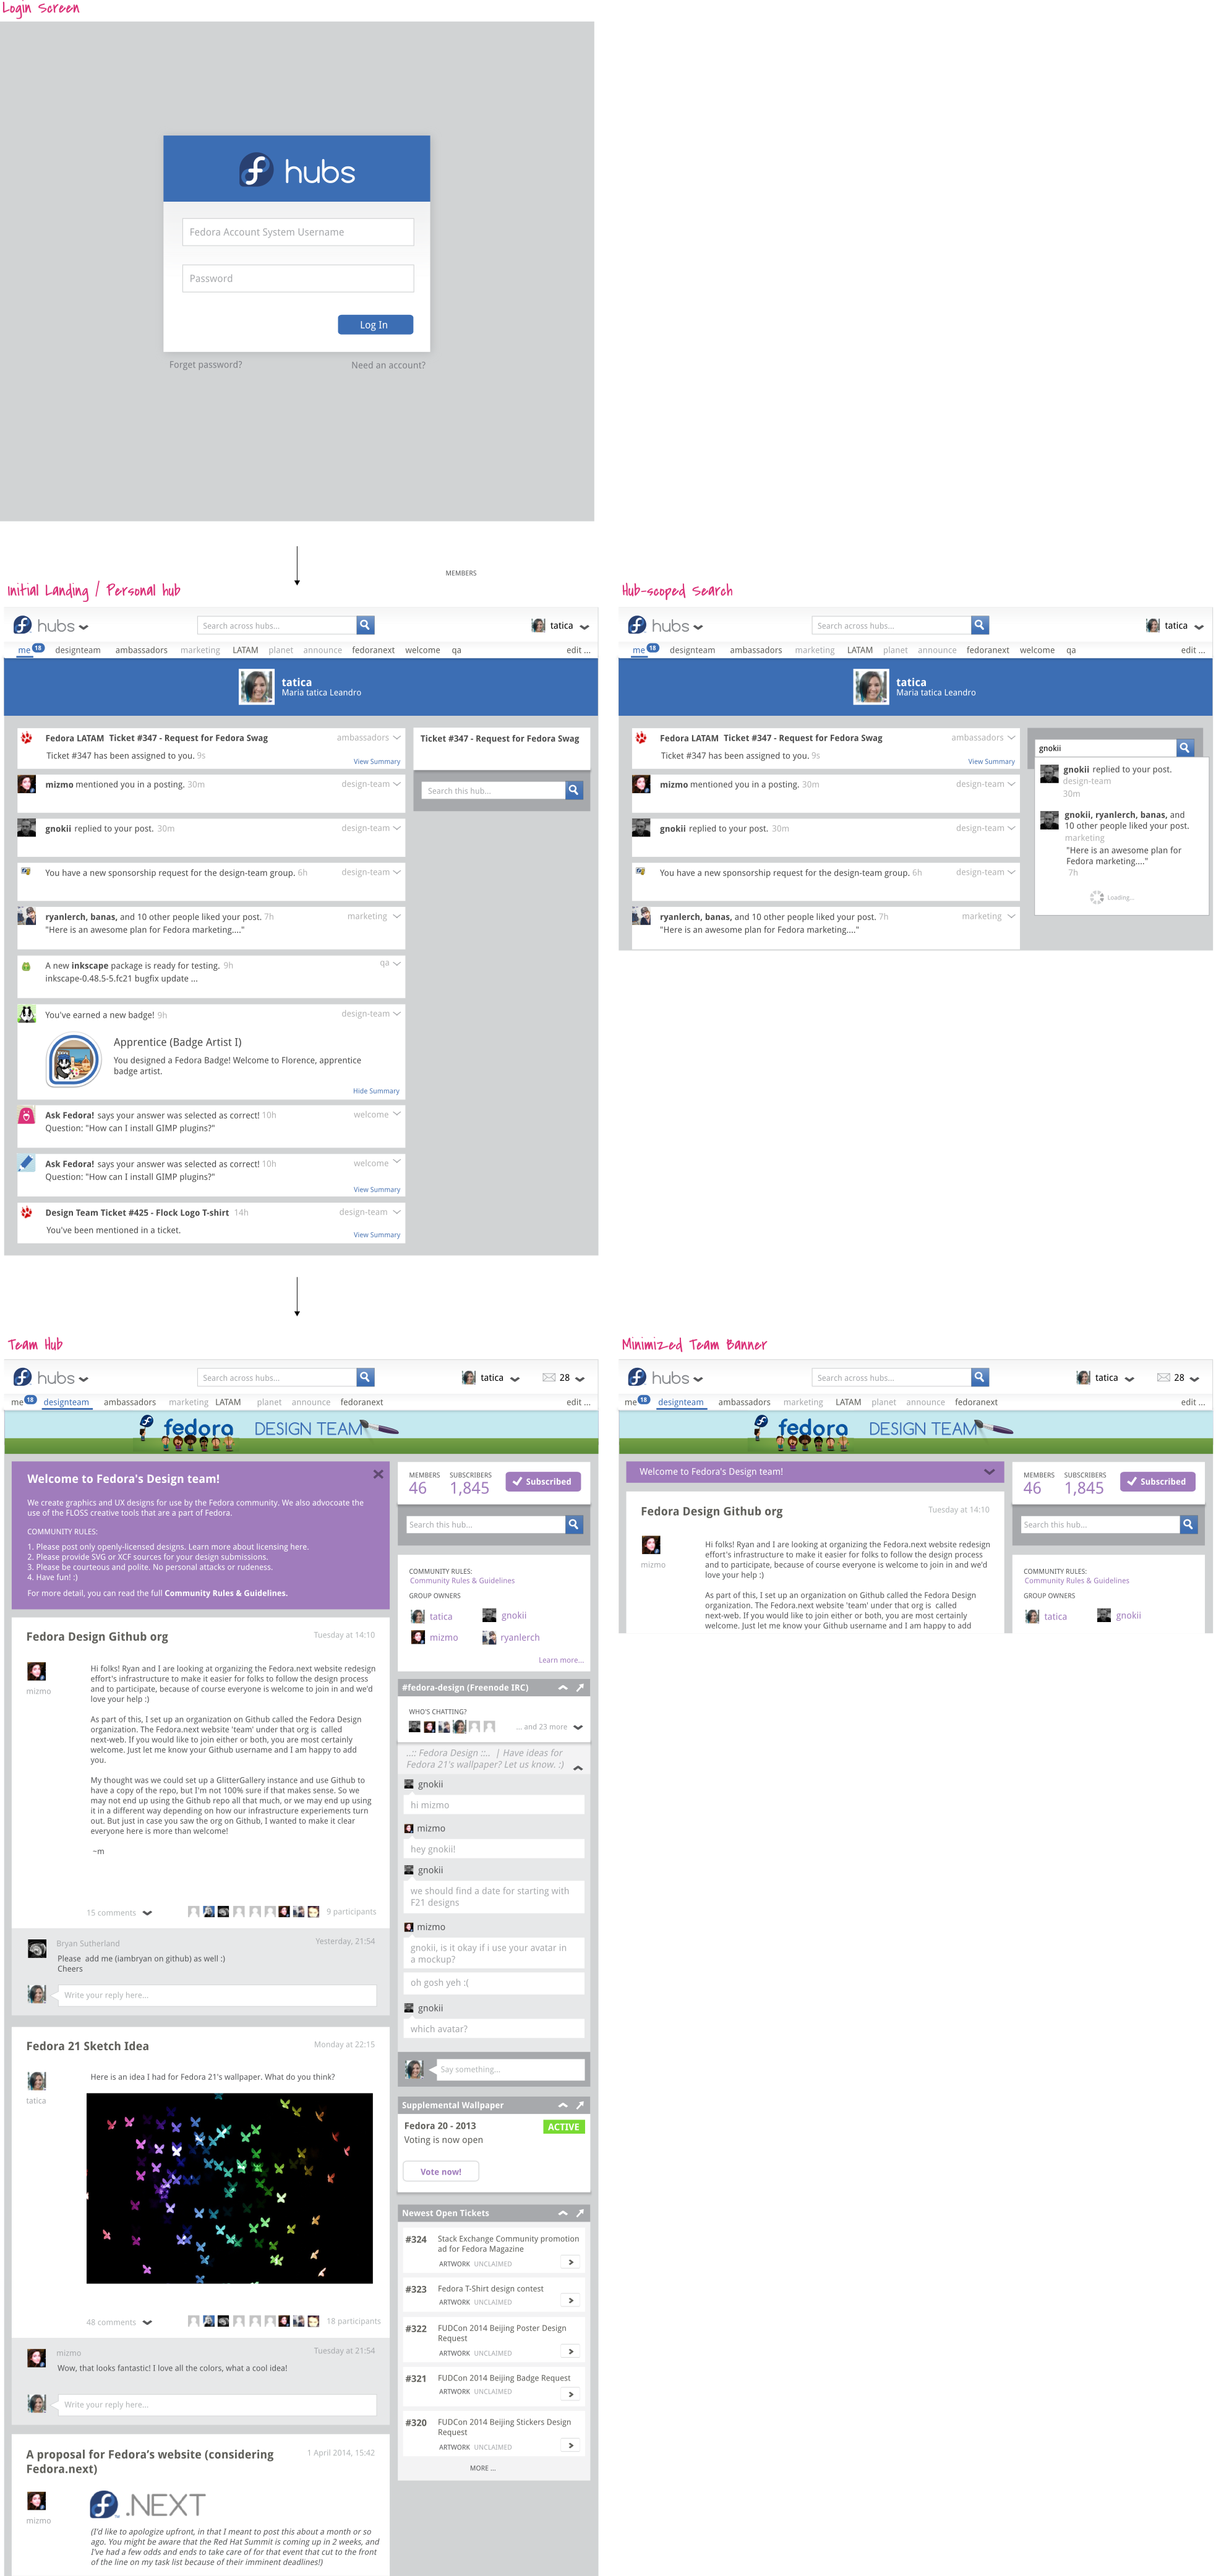 Login Screen
hubs
Fedora Account System Username
Password
Log In
Forget password?
Need an account?
MEMBERS
Initial Landing / Personal hub
hubs
Search across hubs...
tatica
me 18 designteam ambassadors marketing LATAM planet announce fedoranext welcome qa edit ...
tatica
Maria tatica Leandro
Fedora LATAM Ticket #347 - Request for Fedora Swag ambassadors
Ticket #347 has been assigned to you. 9s
View Summary
mizmo mentioned you in a posting. 30m design-team
gnokii replied to your post. 30m design-team
You have a new sponsorship request for the design-team group. 6h design-team
ryanlerch, banas, and 10 other people liked your post. 7h marketing
"Here is an awesome plan for Fedora marketing...."
A new inkscape package is ready for testing. 9h qa
inkscape-0.48.5-5.fc21 bugfix update ...
You've earned a new badge! 9h design-team
Apprentice (Badge Artist I)
You designed a Fedora Badge! Welcome to Florence, apprentice
badge artist.
Hide Summary
Ask Fedora! says your answer was selected as correct! 10h welcome
Question: "How can I install GIMP plugins?"
Ask Fedora! says your answer was selected as correct! 10h welcome
Question: "How can I install GIMP plugins?"
View Summary
Design Team Ticket #425 - Flock Logo T-shirt 14h design-team
You've been mentioned in a ticket.
View Summary
Ticket #347 - Request for Fedora Swag
Search this hub...
Hub-scoped Search
hubs
Search across hubs...
tatica
me 18 designteam ambassadors marketing LATAM planet announce fedoranext welcome qa edit ...
tatica
Maria tatica Leandro
Fedora LATAM Ticket #347 - Request for Fedora Swag ambassadors
Ticket #347 has been assigned to you. 9s
View Summary
mizmo mentioned you in a posting. 30m design-team
gnokii replied to your post. 30m design-team
You have a new sponsorship request for the design-team group. 6h design-team
ryanlerch, banas, and 10 other people liked your post. 7h marketing
"Here is an awesome plan for Fedora marketing...."
gnokii
gnokii replied to your post.
design-team
30m
gnokii, ryanlerch, banas, and
10 other people liked your post.
marketing
"Here is an awesome plan for
Fedora marketing...."
7h
Loading...
Team Hub
hubs
Search across hubs...
tatica
28
me 18 designteam ambassadors marketing LATAM planet announce fedoranext edit ...
fedora DESIGN TEAM
Welcome to Fedora's Design team!
We create graphics and UX designs for use by the Fedora community. We also advocoate the
use of the FLOSS creative tools that are a part of Fedora.
COMMUNITY RULES:
1. Please post only openly-licensed designs. Learn more about licensing here.
2. Please provide SVG or XCF sources for your design submissions.
3. Please be courteous and polite. No personal attacks or rudeness.
4. Have fun! :)
For more detail, you can read the full Community Rules & Guidelines.
Fedora Design Github org Tuesday at 14:10
mizmo
Hi folks! Ryan and I are looking at organizing the Fedora.next website redesign
effort's infrastructure to make it easier for folks to follow the design process
and to participate, because of course everyone is welcome to join in and we'd
love your help :)
As part of this, I set up an organization on Github called the Fedora Design
organization. The Fedora.next website 'team' under that org is called
next-web. If you would like to join either or both, you are most certainly
welcome. Just let me know your Github username and I am happy to add
you.
My thought was we could set up a GlitterGallery instance and use Github to
have a copy of the repo, but I'm not 100% sure if that makes sense. So we
may not end up using the Github repo all that much, or we may end up using
it in a different way depending on how our infrastructure experiements turn
out. But just in case you saw the org on Github, I wanted to make it clear
everyone here is more than welcome!
~m
15 comments 9 participants
Bryan Sutherland Yesterday, 21:54
Please add me (iambryan on github) as well ;)
Cheers
Write your reply here...
Fedora 21 Sketch Idea Monday at 22:15
tatica
Here is an idea I had for Fedora 21's wallpaper. What do you think?
48 comments 18 participants
mizmo Tuesday at 21:54
Wow, that looks fantastic! I love all the colors, what a cool idea!
Write your reply here...
A proposal for Fedora's website (considering 1 April 2014, 15:42
Fedora.next)
mizmo
.NEXT
(I'd like to apologize upfront, in that I meant to post this about a month or so
ago. You might be aware that the Red Hat Summit is coming up in 2 weeks, and
I've had a few odds and ends to take care of for that event that cut to the front
of the line on my task list because of their imminent deadlines!)
MEMBERS SUBSCRIBERS
46 1,845 Subscribed
Search this hub...
COMMUNITY RULES:
Community Rules & Guidelines
GROUP OWNERS
tatica gnokii
mizmo ryanlerch
Learn more...
#fedora-design (Freenode IRC)
WHO'S CHATTING?
... and 23 more
..:: Fedora Design ::.. | Have ideas for
Fedora 21's wallpaper? Let us know. :)
gnokii
hi mizmo
mizmo
hey gnokii!
gnokii
we should find a date for starting with
F21 designs
mizmo
gnokii, is it okay if i use your avatar in
a mockup?
oh gosh yeh :(
gnokii
which avatar?
Say something...
Supplemental Wallpaper
Fedora 20 - 2013 ACTIVE
Voting is now open
Vote now!
Newest Open Tickets
#324 Stack Exchange Community promotion
ad for Fedora Magazine
ARTWORK UNCLAIMED
#323 Fedora T-Shirt design contest
ARTWORK UNCLAIMED
#322 FUDCon 2014 Beijing Poster Design
Request
ARTWORK UNCLAIMED
#321 FUDCon 2014 Beijing Badge Request
ARTWORK UNCLAIMED
#320 FUDCon 2014 Beijing Stickers Design
Request
ARTWORK UNCLAIMED
MORE ...
Minimized Team Banner
hubs
Search across hubs...
tatica
28
me 18 designteam ambassadors marketing LATAM planet announce fedoranext edit ...
fedora DESIGN TEAM
Welcome to Fedora's Design team!
Fedora Design Github org Tuesday at 14:10
mizmo
Hi folks! Ryan and I are looking at organizing the Fedora.next website redesign
effort's infrastructure to make it easier for folks to follow the design process
and to participate, because of course everyone is welcome to join in and we'd
love your help :)
As part of this, I set up an organization on Github called the Fedora Design
organization. The Fedora.next website 'team' under that org is called
next-web. If you would like to join either or both, you are most certainly
welcome. Just let me know your Github username and I am happy to add
MEMBERS SUBSCRIBERS
46 1,845 Subscribed
Search this hub...
COMMUNITY RULES:
Community Rules & Guidelines
GROUP OWNERS
tatica gnokii